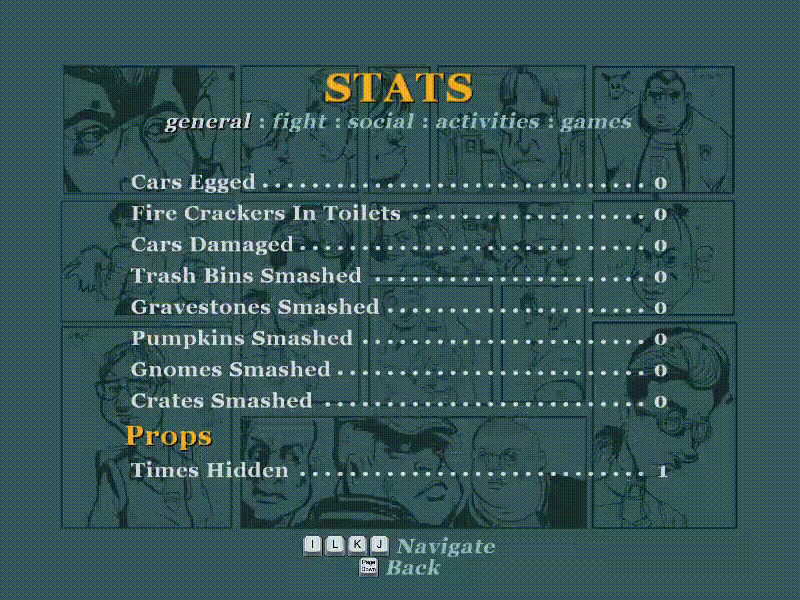 STATS
general : fight : social : activities : games
Cars Egged ................................ 0
Fire Crackers In Toilets ................... 0
Cars Damaged ............................ 0
Trash Bins Smashed ...................... 0
Gravestones Smashed ..................... 0
Pumpkins Smashed ....................... 0
Gnomes Smashed ......................... 0
Crates Smashed ........................... 0
Props
Times Hidden ............................ 1
I L K J Navigate
Page Down Back